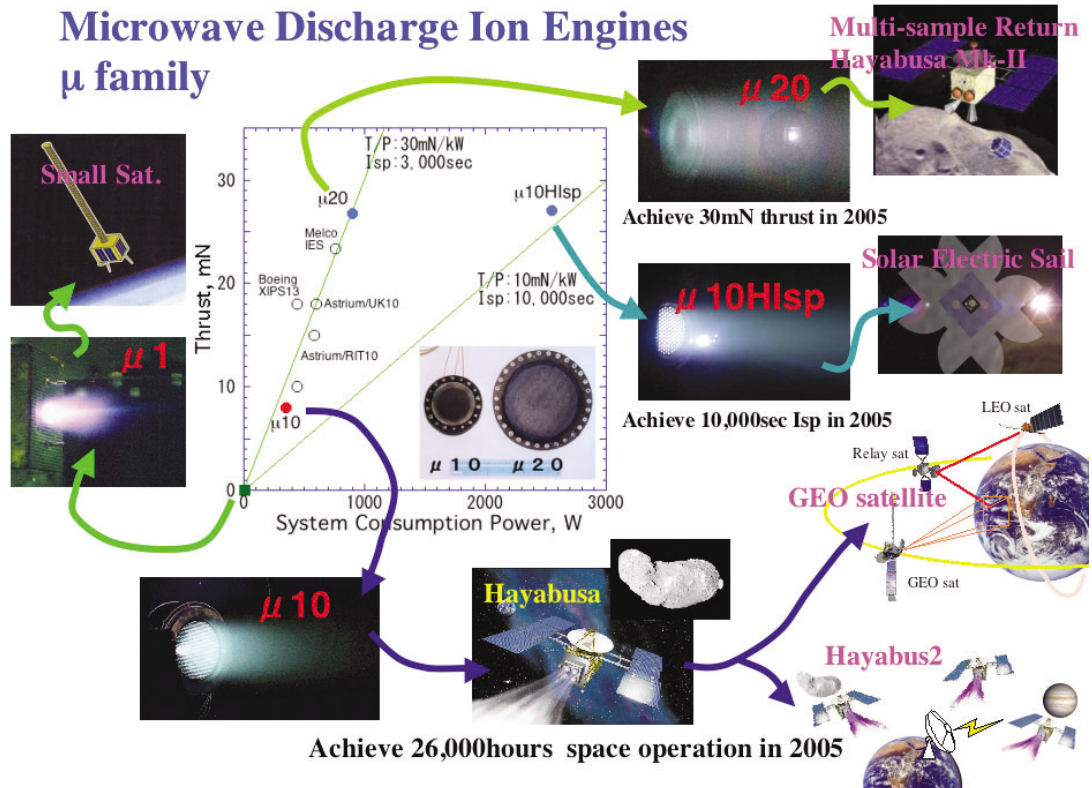 Microwave Discharge Ion Engines
μ family
Multi-sample Return
Hayabusa Mk-II
μ20
Achieve 30mN thrust in 2005
Small Sat.
μ1
T/P:30mN/kW
Isp:3,000sec
μ20
μ10HIsp
Melco
IES
Boeing
XIPS13
Astrium/UK10
Astrium/RIT10
T/P:10mN/kW
Isp:10,000sec
μ10
μ10 μ20
Thrust, mN
30
20
10
0
0 1000 2000 3000
System Consumption Power, W
Solar Electric Sail
μ10HIsp
Achieve 10,000sec Isp in 2005
LEO sat
Relay sat
GEO satellite
GEO sat
μ10
Hayabusa
Hayabus2
Achieve 26,000hours space operation in 2005